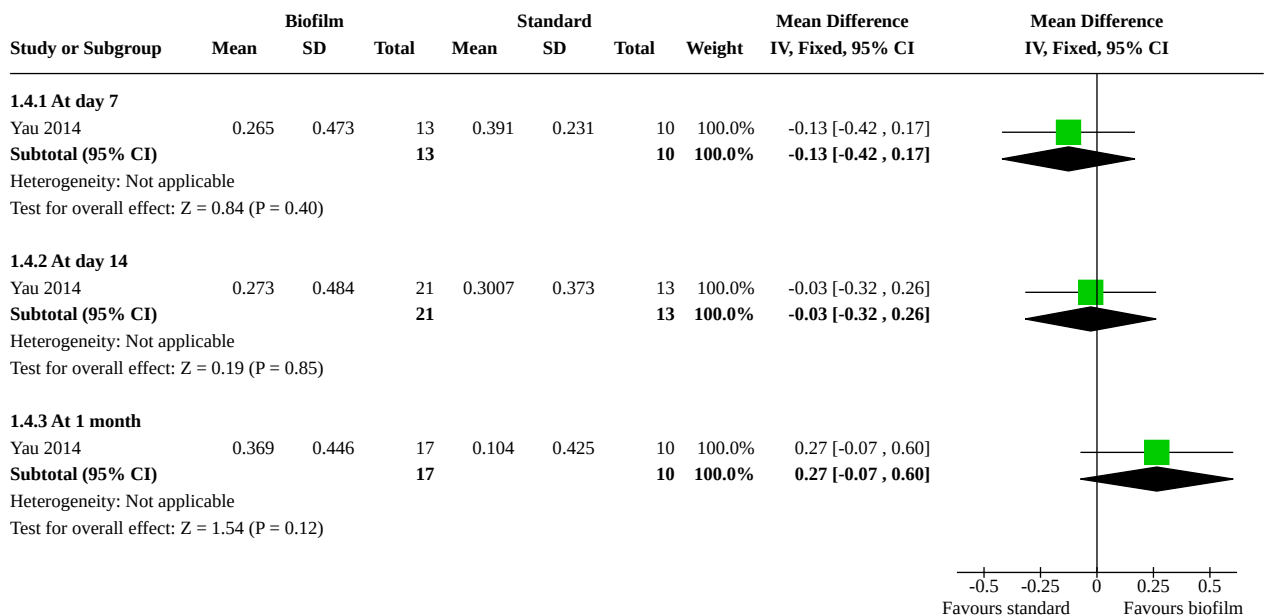 Biofilm Standard Mean Difference Mean Difference
Study or Subgroup Mean SD Total Mean SD Total Weight IV, Fixed, 95% CI IV, Fixed, 95% CI
1.4.1 At day 7
Yau 2014 0.265 0.473 13 0.391 0.231 10 100.0% -0.13 [-0.42 , 0.17]
Subtotal (95% CI) 13 10 100.0% -0.13 [-0.42 , 0.17]
Heterogeneity: Not applicable
Test for overall effect: Z = 0.84 (P = 0.40)
1.4.2 At day 14
Yau 2014 0.273 0.484 21 0.3007 0.373 13 100.0% -0.03 [-0.32 , 0.26]
Subtotal (95% CI) 21 13 100.0% -0.03 [-0.32 , 0.26]
Heterogeneity: Not applicable
Test for overall effect: Z = 0.19 (P = 0.85)
1.4.3 At 1 month
Yau 2014 0.369 0.446 17 0.104 0.425 10 100.0% 0.27 [-0.07 , 0.60]
Subtotal (95% CI) 17 10 100.0% 0.27 [-0.07 , 0.60]
Heterogeneity: Not applicable
Test for overall effect: Z = 1.54 (P = 0.12)
-0.5 -0.25 0 0.25 0.5
Favours standard Favours biofilm